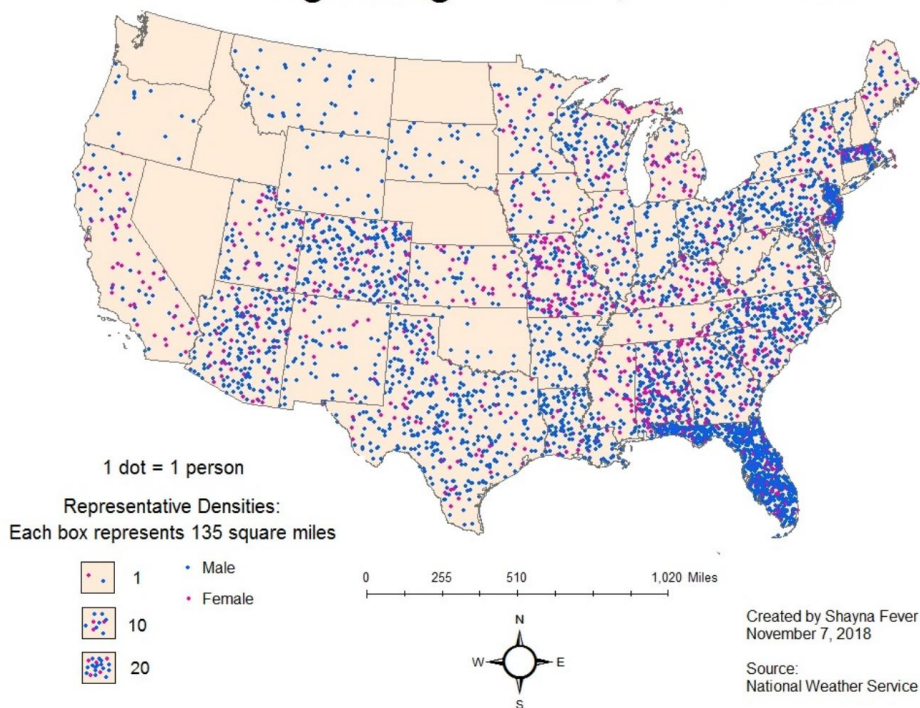 1 dot = 1 person
Representative Densities:
Each box represents 135 square miles
1
Male
10
Female
20
0 255 510 1,020 Miles
N
W E
S
Created by Shayna Fever
November 7, 2018
Source:
National Weather Service